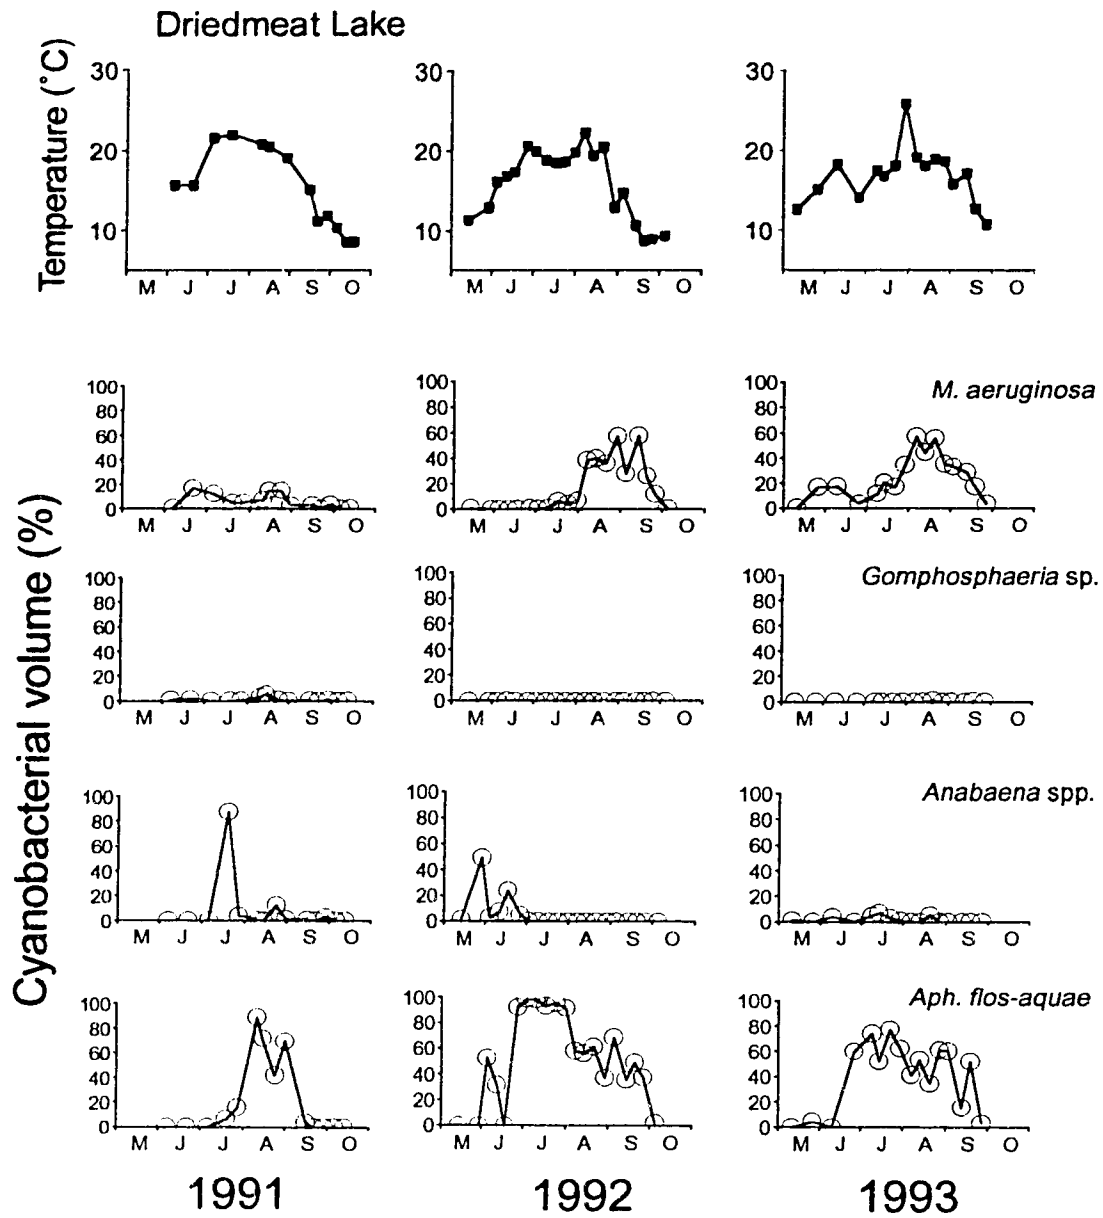 Driedmeat Lake
Temperature (°C)
30 30 30
20 20 20
10 10 10
M J J A S O M J J A S O M J J A S O
Cyanobacterial volume (%)
M. aeruginosa
100 100 100
80 80 80
60 60 60
40 40 40
20 20 20
0 0 0
M J J A S O M J J A S O M J J A S O
Gomphosphaeria sp.
100 100 100
80 80 80
60 60 60
40 40 40
20 20 20
0 0 0
M J J A S O M J J A S O M J J A S O
Anabaena spp.
100 100 100
80 80 80
60 60 60
40 40 40
20 20 20
0 0 0
M J J A S O M J J A S O M J J A S O
Aph. flos-aquae
100 100 100
80 80 80
60 60 60
40 40 40
20 20 20
0 0 0
M J J A S O M J J A S O M J J A S O
1991 1992 1993